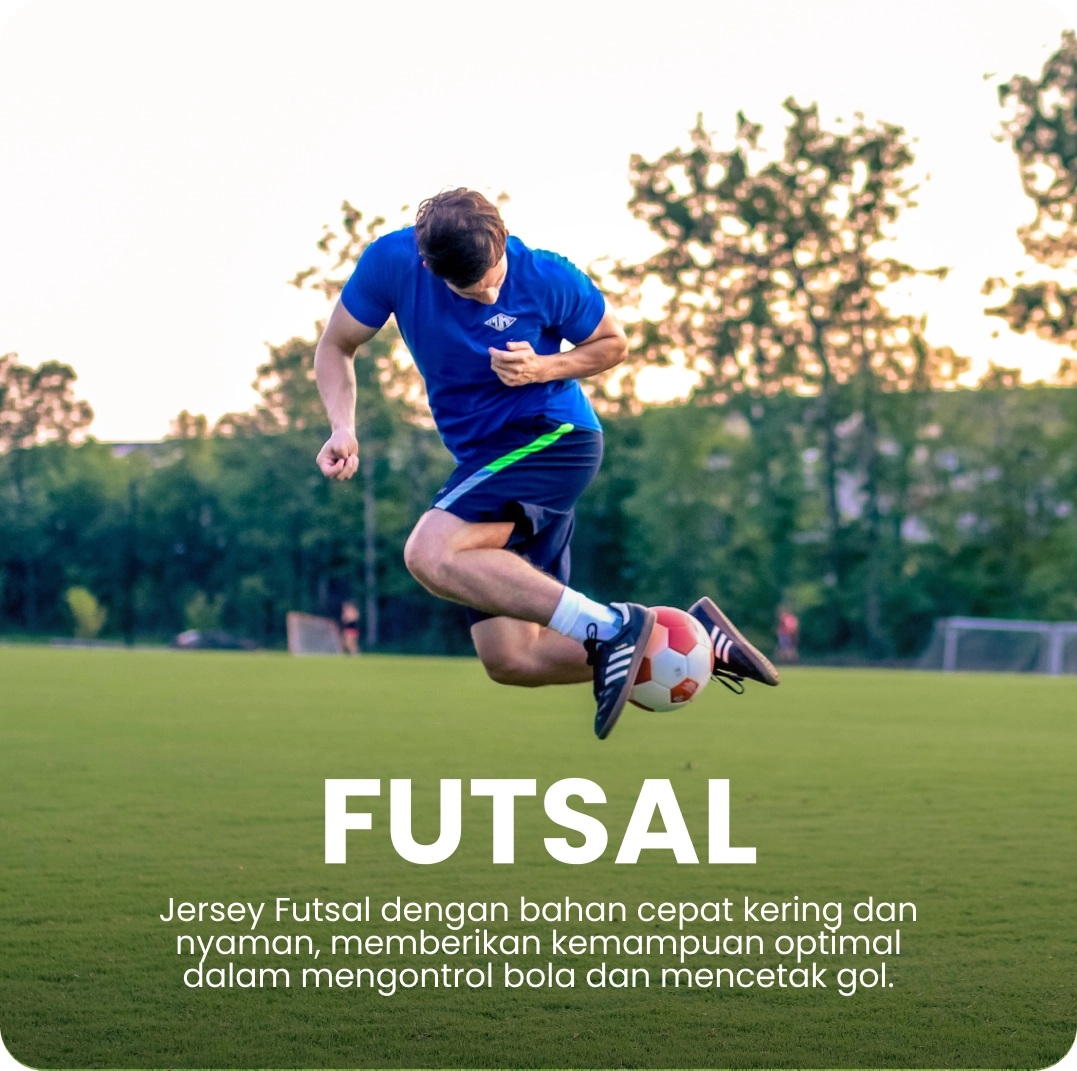 FUTSAL
Jersey Futsal dengan bahan cepat kering dan
nyaman, memberikan kemampuan optimal
dalam mengontrol bola dan mencetak gol.